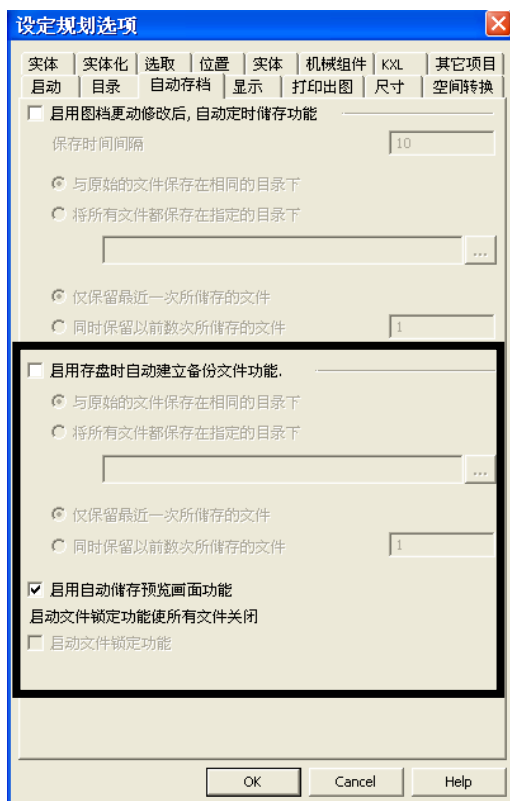 设定规划选项
实体 实体化 选取 位置 实体 机械组件 KXL 其它项目
启动 目录 自动存档 显示 打印出图 尺寸 空间转换
启用图档更动修改后, 自动定时储存功能
保存时间间隔 10
与原始的文件保存在相同的目录下
将所有文件都保存在指定的目录下
...
仅保留最近一次所储存的文件
同时保留以前数次所储存的文件 1
启用存盘时自动建立备份文件功能.
与原始的文件保存在相同的目录下
将所有文件都保存在指定的目录下
...
仅保留最近一次所储存的文件
同时保留以前数次所储存的文件 1
启用自动储存预览画面功能
启动文件锁定功能使所有文件关闭
启动文件锁定功能
OK Cancel Help